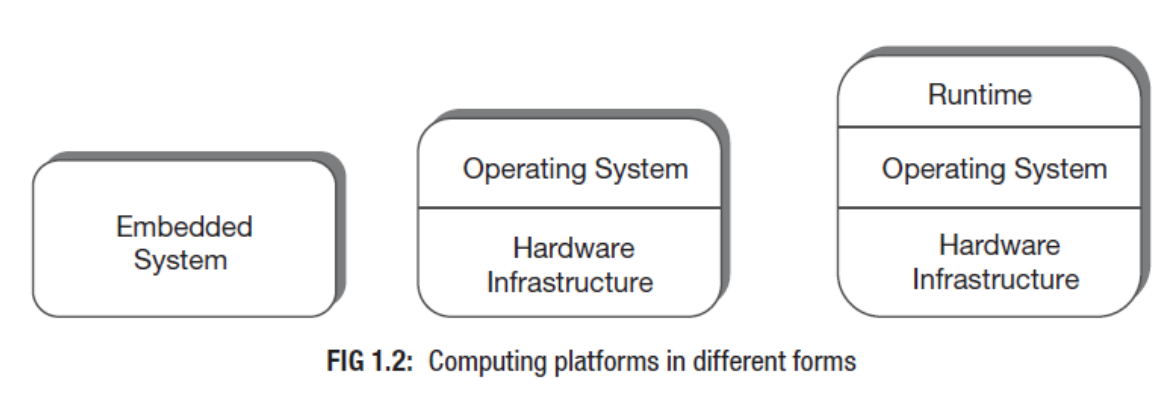 Embedded
System
Operating System
Hardware
Infrastructure
Runtime
Operating System
Hardware
Infrastructure
FIG 1.2: Computing platforms in different forms